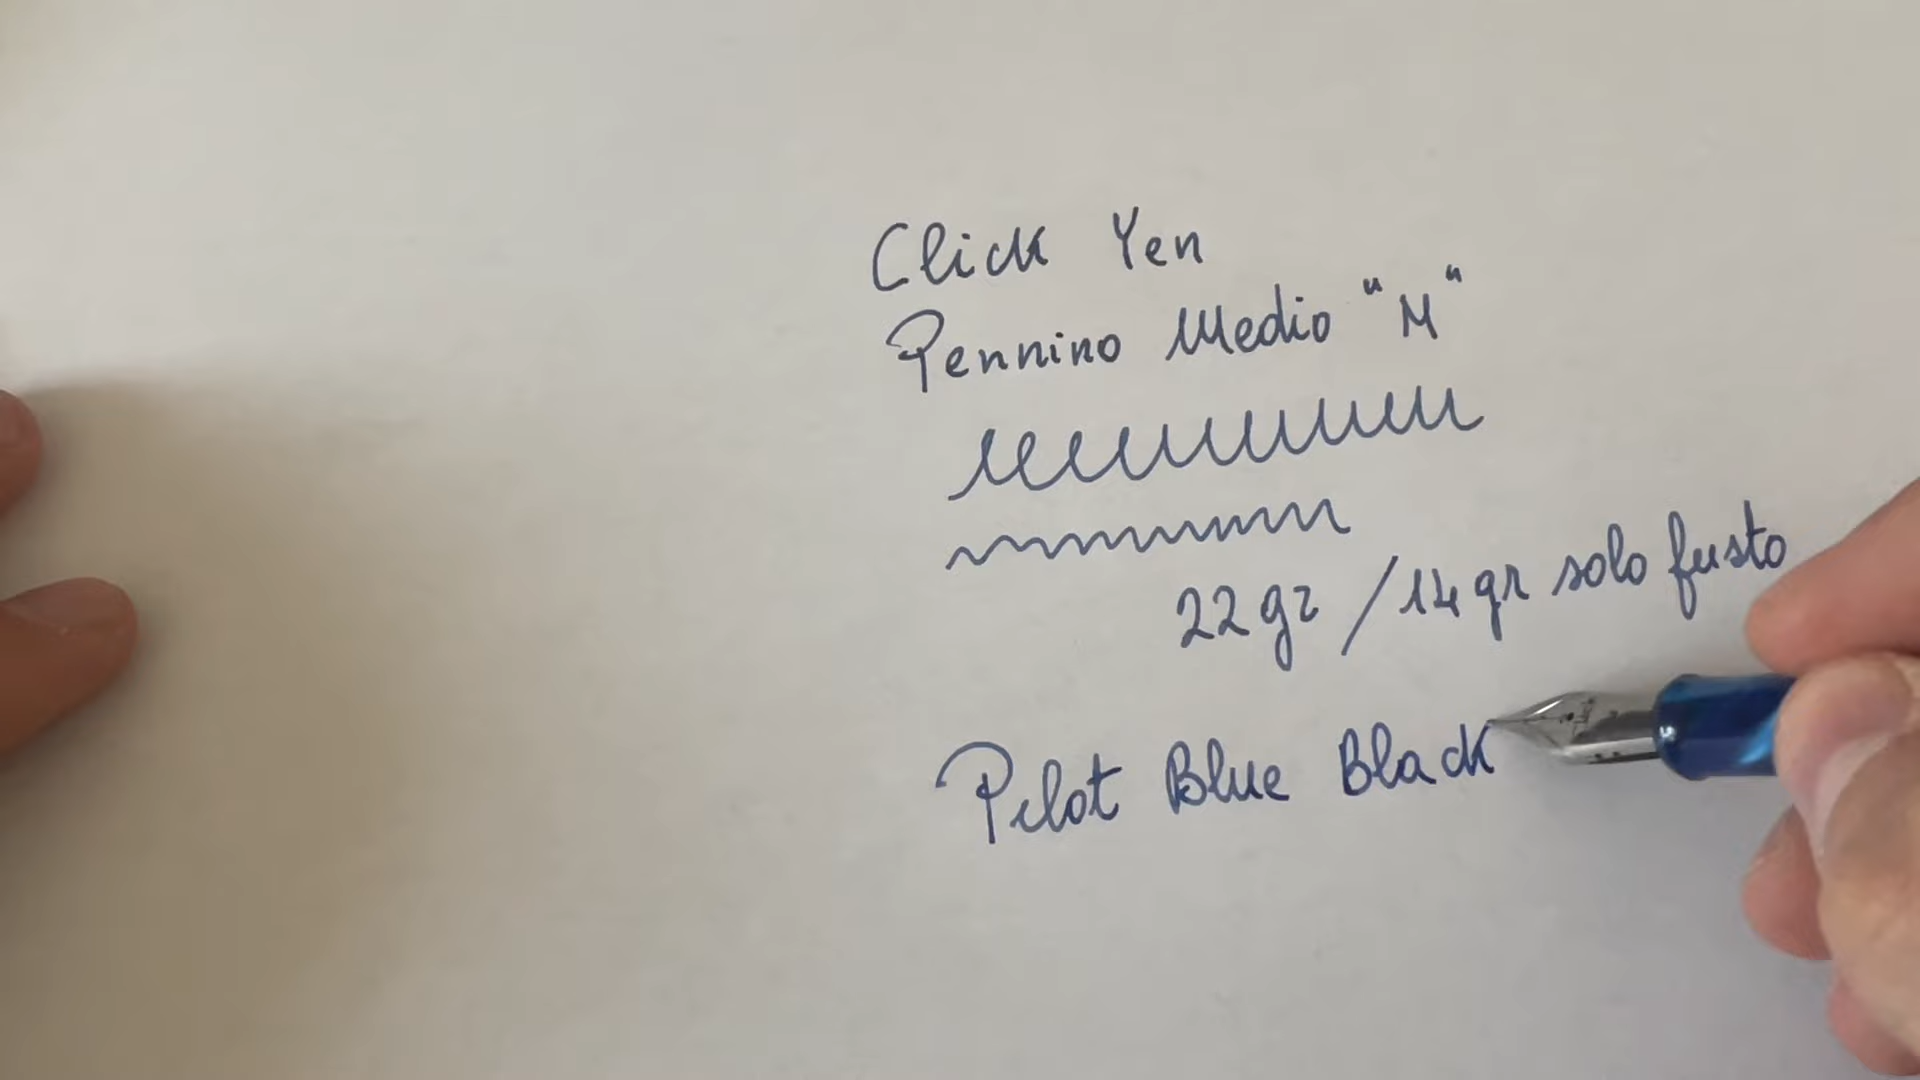 Click Yen
Pennino Medio "M"
22 gr / 14 gr solo fusto
Pilot Blue Black